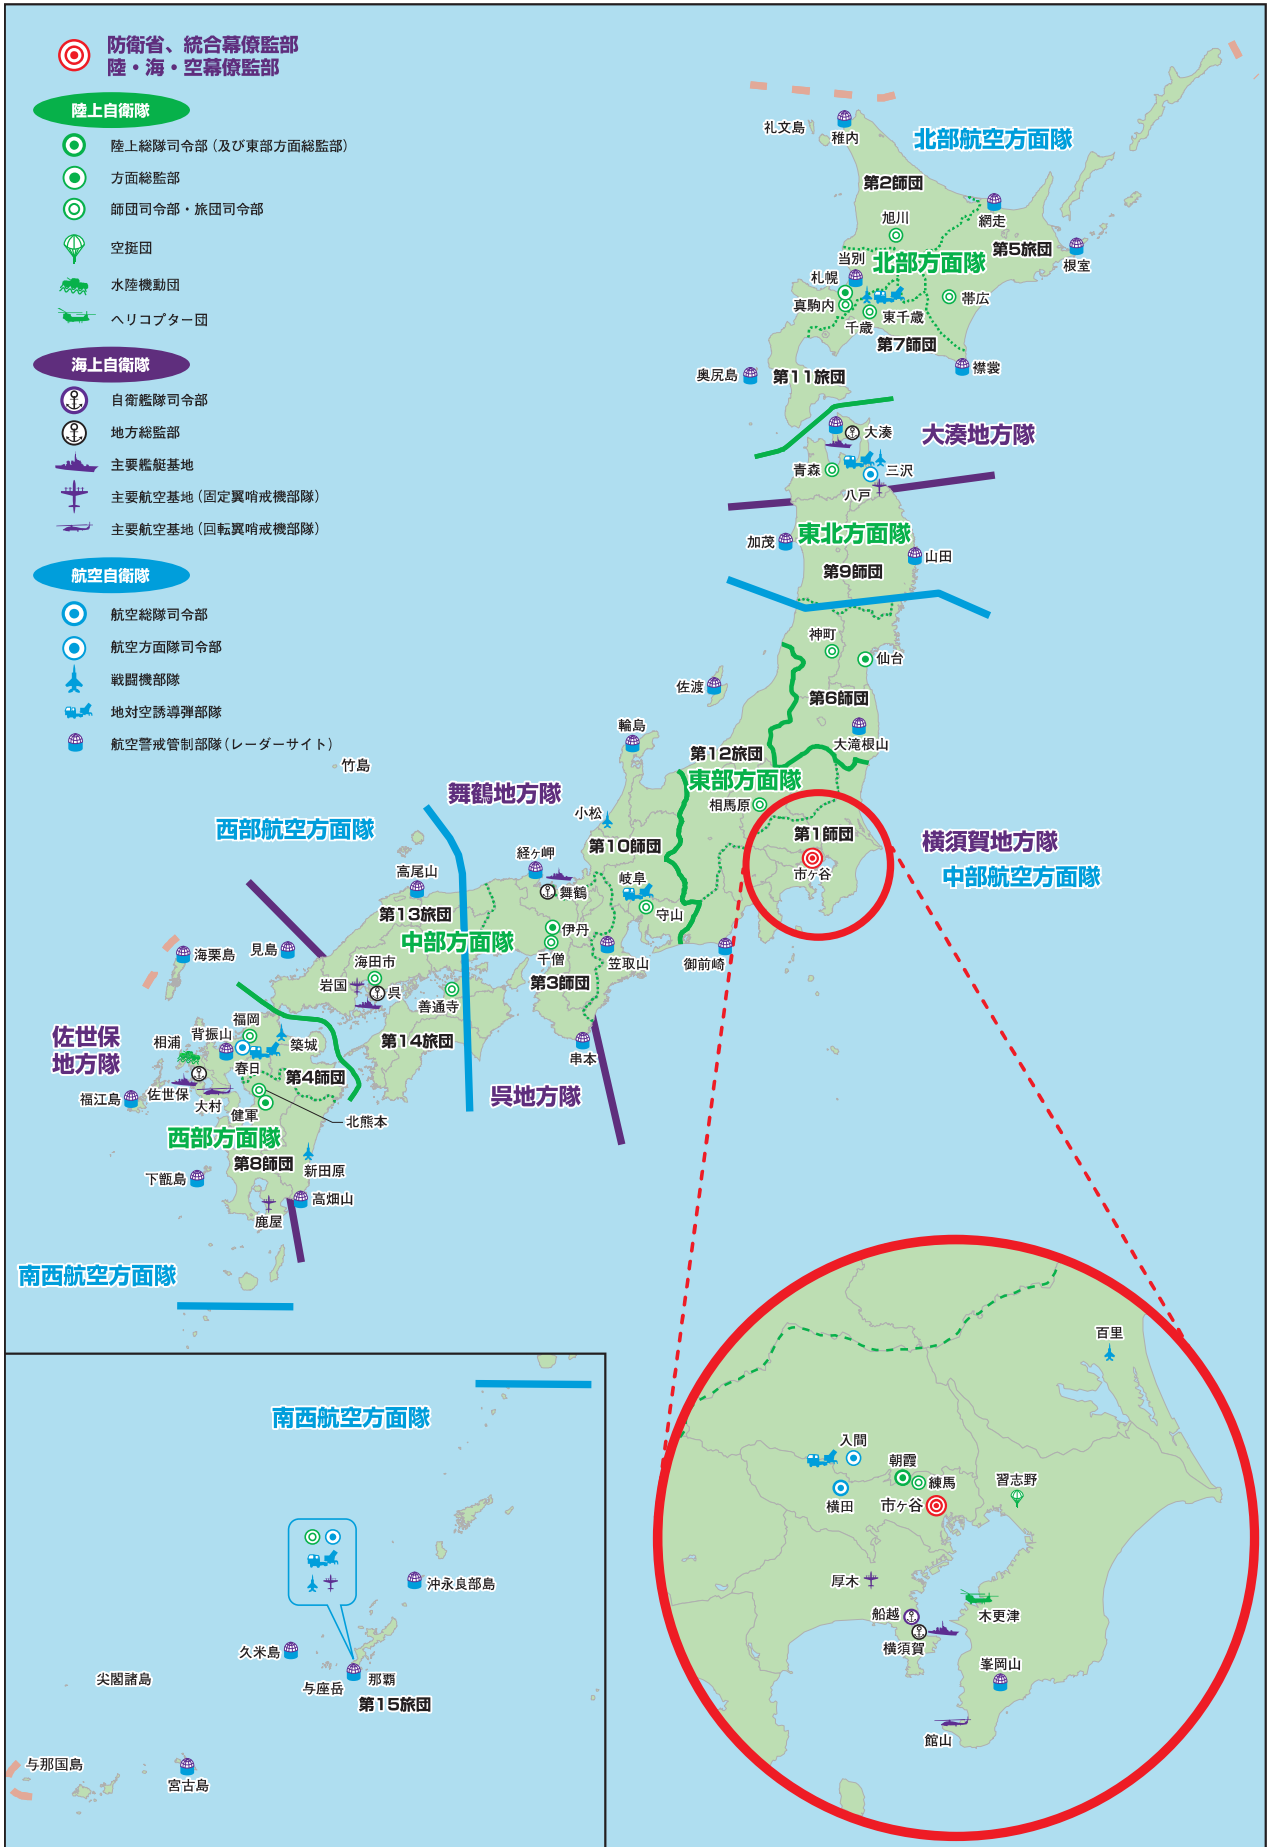 防衛省、統合幕僚監部
陸・海・空幕僚監部
陸上自衛隊
陸上総隊司令部（及び東部方面総監部）
方面総監部
師団司令部・旅団司令部
空挺団
水陸機動団
ヘリコプター団
海上自衛隊
自衛艦隊司令部
地方総監部
主要艦艇基地
主要航空基地（固定翼哨戒機部隊）
主要航空基地（回転翼哨戒機部隊）
航空自衛隊
航空総隊司令部
航空方面隊司令部
戦闘機部隊
地対空誘導弾部隊
航空警戒管制部隊（レーダーサイト）
礼文島
稚内
北部航空方面隊
第2師団
旭川
網走
第5旅団
根室
当別
北部方面隊
札幌
真駒内
帯広
千歳
東千歳
第7師団
襟裳
奥尻島
第11旅団
大湊
大湊地方隊
青森
三沢
八戸
東北方面隊
加茂
山田
第9師団
神町
仙台
佐渡
第6師団
輪島
大滝根山
第12旅団
竹島
東部方面隊
舞鶴地方隊
相馬原
小松
西部航空方面隊
第1師団
横須賀地方隊
第10師団
経ヶ岬
市ヶ谷
中部航空方面隊
高尾山
岐阜
舞鶴
第13旅団
守山
伊丹
中部方面隊
海栗島
見島
海田市
千僧
笠取山
御前崎
岩国
呉
善通寺
第3師団
福岡
佐世保
地方隊
相浦
背振山
築城
第14旅団
串本
春日
第4師団
福江島
佐世保
大村
呉地方隊
健軍
北熊本
西部方面隊
第8師団
新田原
下甑島
高畑山
鹿屋
南西航空方面隊
南西航空方面隊
沖永良部島
久米島
尖閣諸島
与座岳
那覇
第15旅団
与那国島
宮古島
百里
入間
朝霞
練馬
習志野
横田
市ヶ谷
厚木
船越
木更津
横須賀
峯岡山
館山